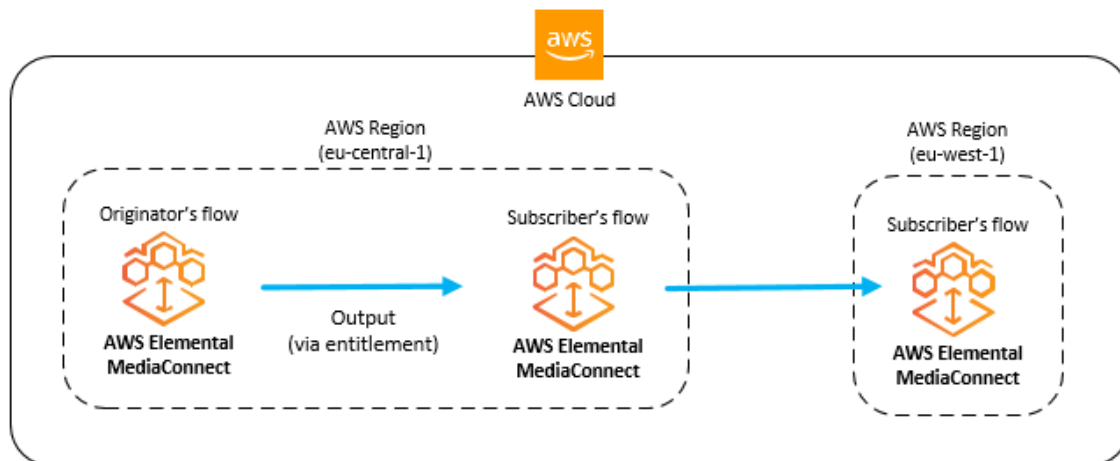 aws
AWS Cloud
AWS Region
(eu-central-1)
AWS Region
(eu-west-1)
Originator's flow
AWS Elemental
MediaConnect
Output
(via entitlement)
Subscriber's flow
AWS Elemental
MediaConnect
Subscriber's flow
AWS Elemental
MediaConnect